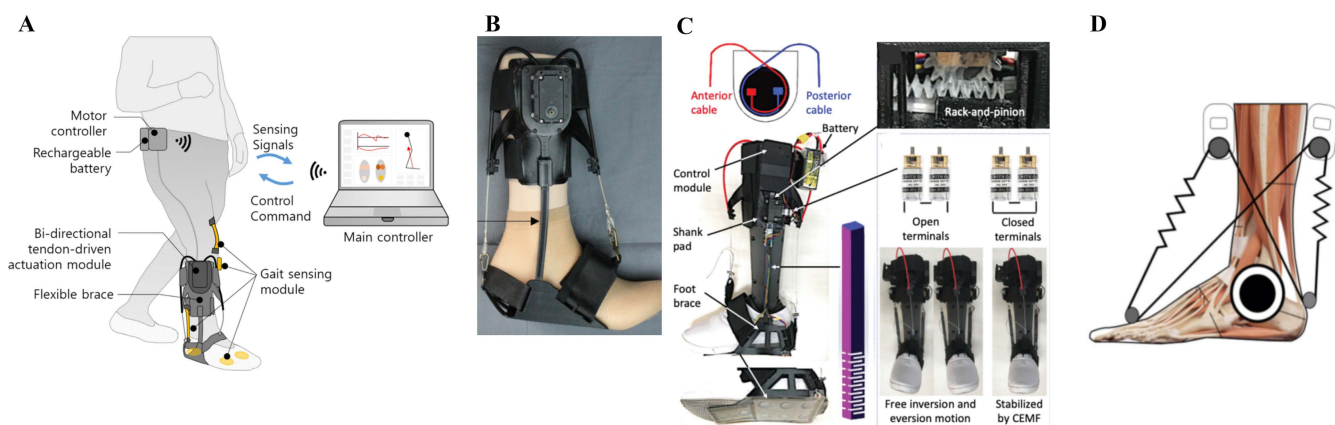 A
Motor
controller
Rechargeable
battery
Sensing
Signals
Control
Command
Main controller
Bi-directional
tendon-driven
actuation module
Flexible brace
Gait sensing
module
B
C
Anterior
cable
Posterior
cable
Battery
Rack-and-pinion
Control
module
Shank
pad
Foot
brace
Open
terminals
Closed
terminals
Free inversion and
eversion motion
Stabilized
by CEMF
D